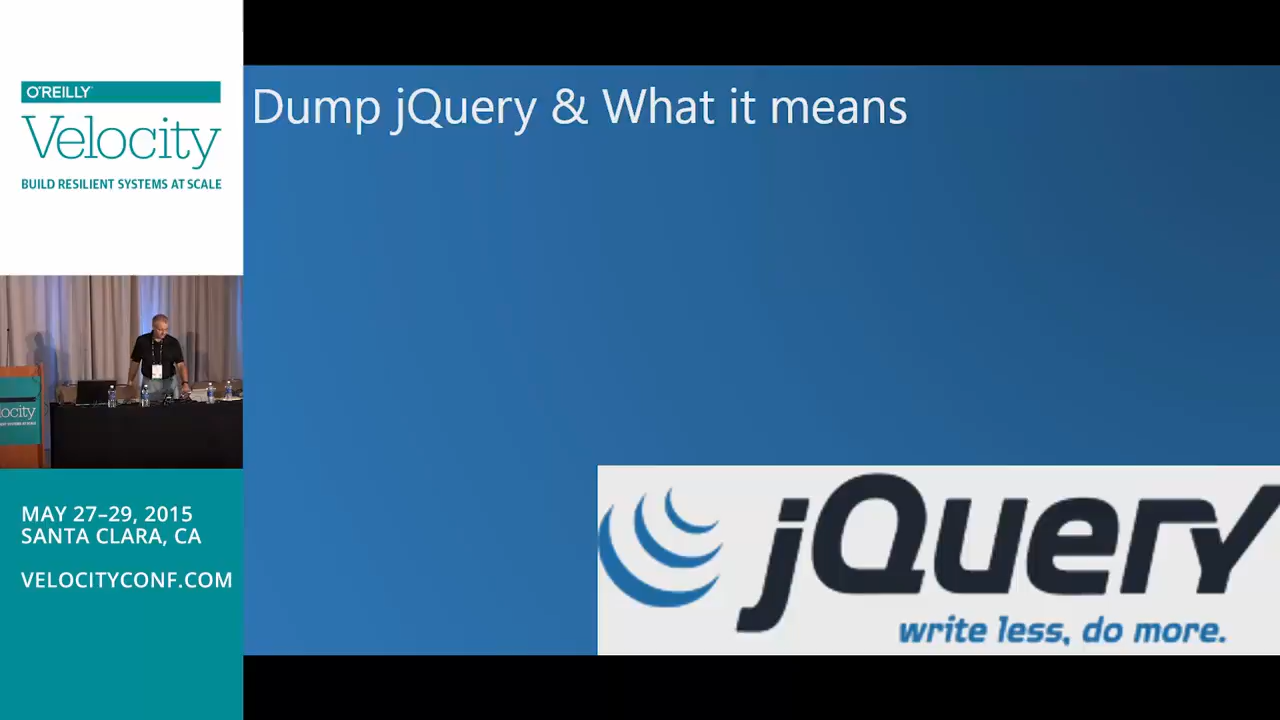 O'REILLY
Velocity
BUILD RESILIENT SYSTEMS AT SCALE
Dump jQuery & What it means
locity
MAY 27–29, 2015
SANTA CLARA, CA
VELOCITYCONF.COM
jQuery
write less, do more.